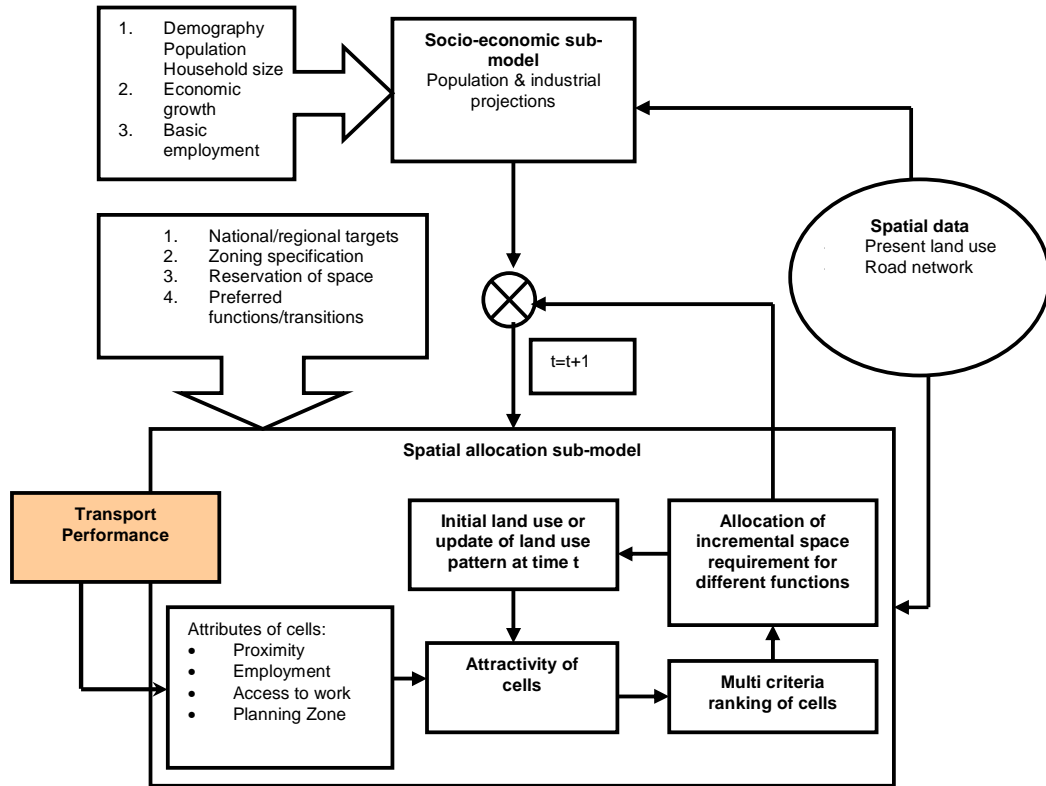 1. Demography
Population
Household size
2. Economic
growth
3. Basic
employment
Socio-economic sub-
model
Population & industrial
projections
1. National/regional targets
2. Zoning specification
3. Reservation of space
4. Preferred
functions/transitions
Spatial data
Present land use
Road network
t=t+1
Spatial allocation sub-model
Transport
Performance
Initial land use or
update of land use
pattern at time t
Allocation of
incremental space
requirement for
different functions
Attributes of cells:
• Proximity
• Employment
• Access to work
• Planning Zone
Attractivity of
cells
Multi criteria
ranking of cells